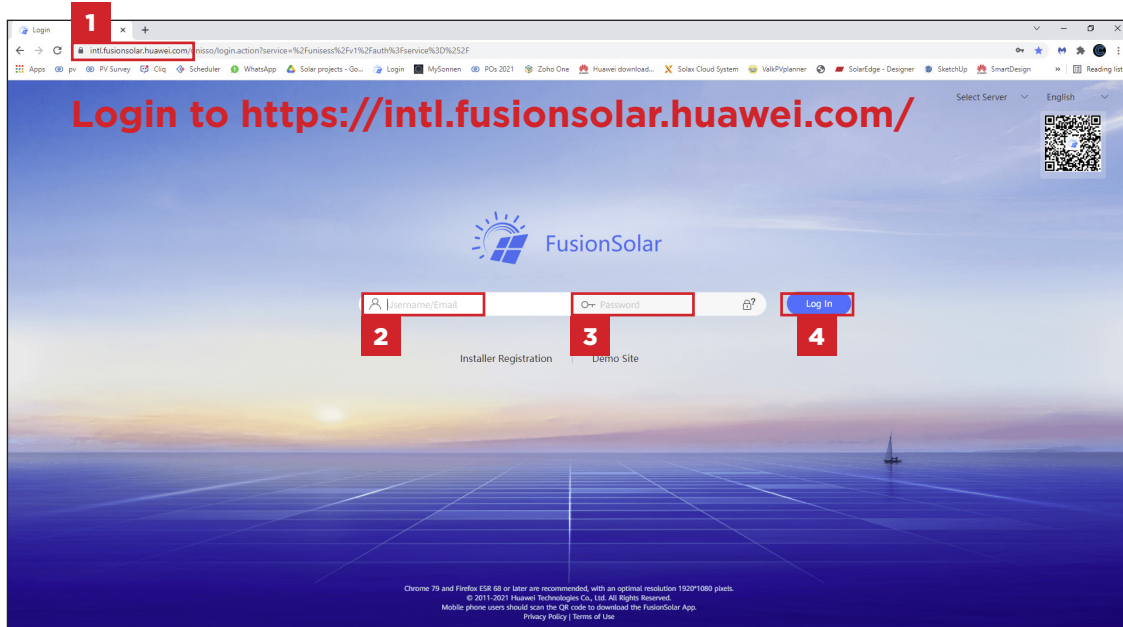 1
Login
intl.fusionsolar.huawei.com/unisso/login.action?service=%2Funisess%2Fv1%2Fauth%3Fservice%3D%252F
Apps pv PV Survey Cliq Scheduler WhatsApp Solar projects - Go... Login MySonnen POs 2021 Zoho One Huawei download... Solax Cloud System ValkPVplanner SolarEdge - Designer SketchUp SmartDesign » Reading list
Select Server English
Login to https://intl.fusionsolar.huawei.com/
FusionSolar
Username/Email Password Log In
2 3 4
Installer Registration Demo Site
Chrome 79 and Firefox ESR 68 or later are recommended, with an optimal resolution 1920*1080 pixels.
© 2011-2021 Huawei Technologies Co., Ltd. All Rights Reserved.
Mobile phone users should scan the QR code to download the FusionSolar App.
Privacy Policy | Terms of Use